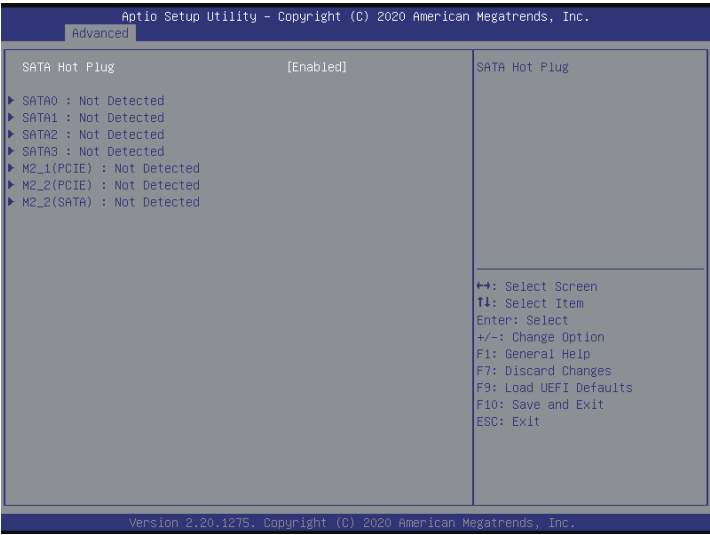 Aptio Setup Utility – Copyright (C) 2020 American Megatrends, Inc.
Advanced
SATA Hot Plug [Enabled]
SATA0 : Not Detected
SATA1 : Not Detected
SATA2 : Not Detected
SATA3 : Not Detected
M2_1(PCIE) : Not Detected
M2_2(PCIE) : Not Detected
M2_2(SATA) : Not Detected
SATA Hot Plug
↔: Select Screen
↑↓: Select Item
Enter: Select
+/-: Change Option
F1: General Help
F7: Discard Changes
F9: Load UEFI Defaults
F10: Save and Exit
ESC: Exit
Version 2.20.1275. Copyright (C) 2020 American Megatrends, Inc.